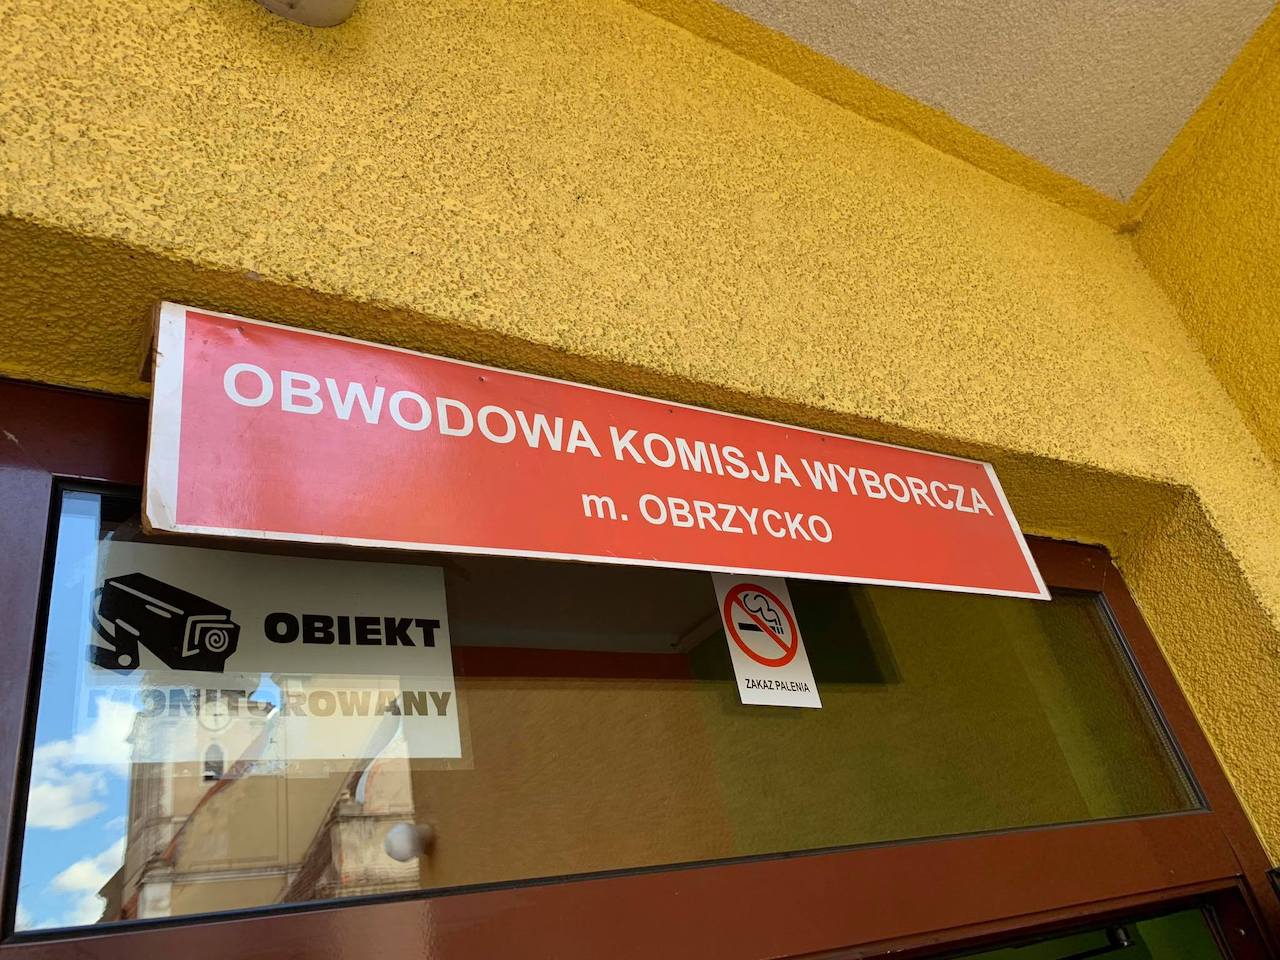 OBWODOWA KOMISJA WYBORCZA
m. OBRZYCKO
OBIEKT
MONITOROWANY
ZAKAZ PALENIA